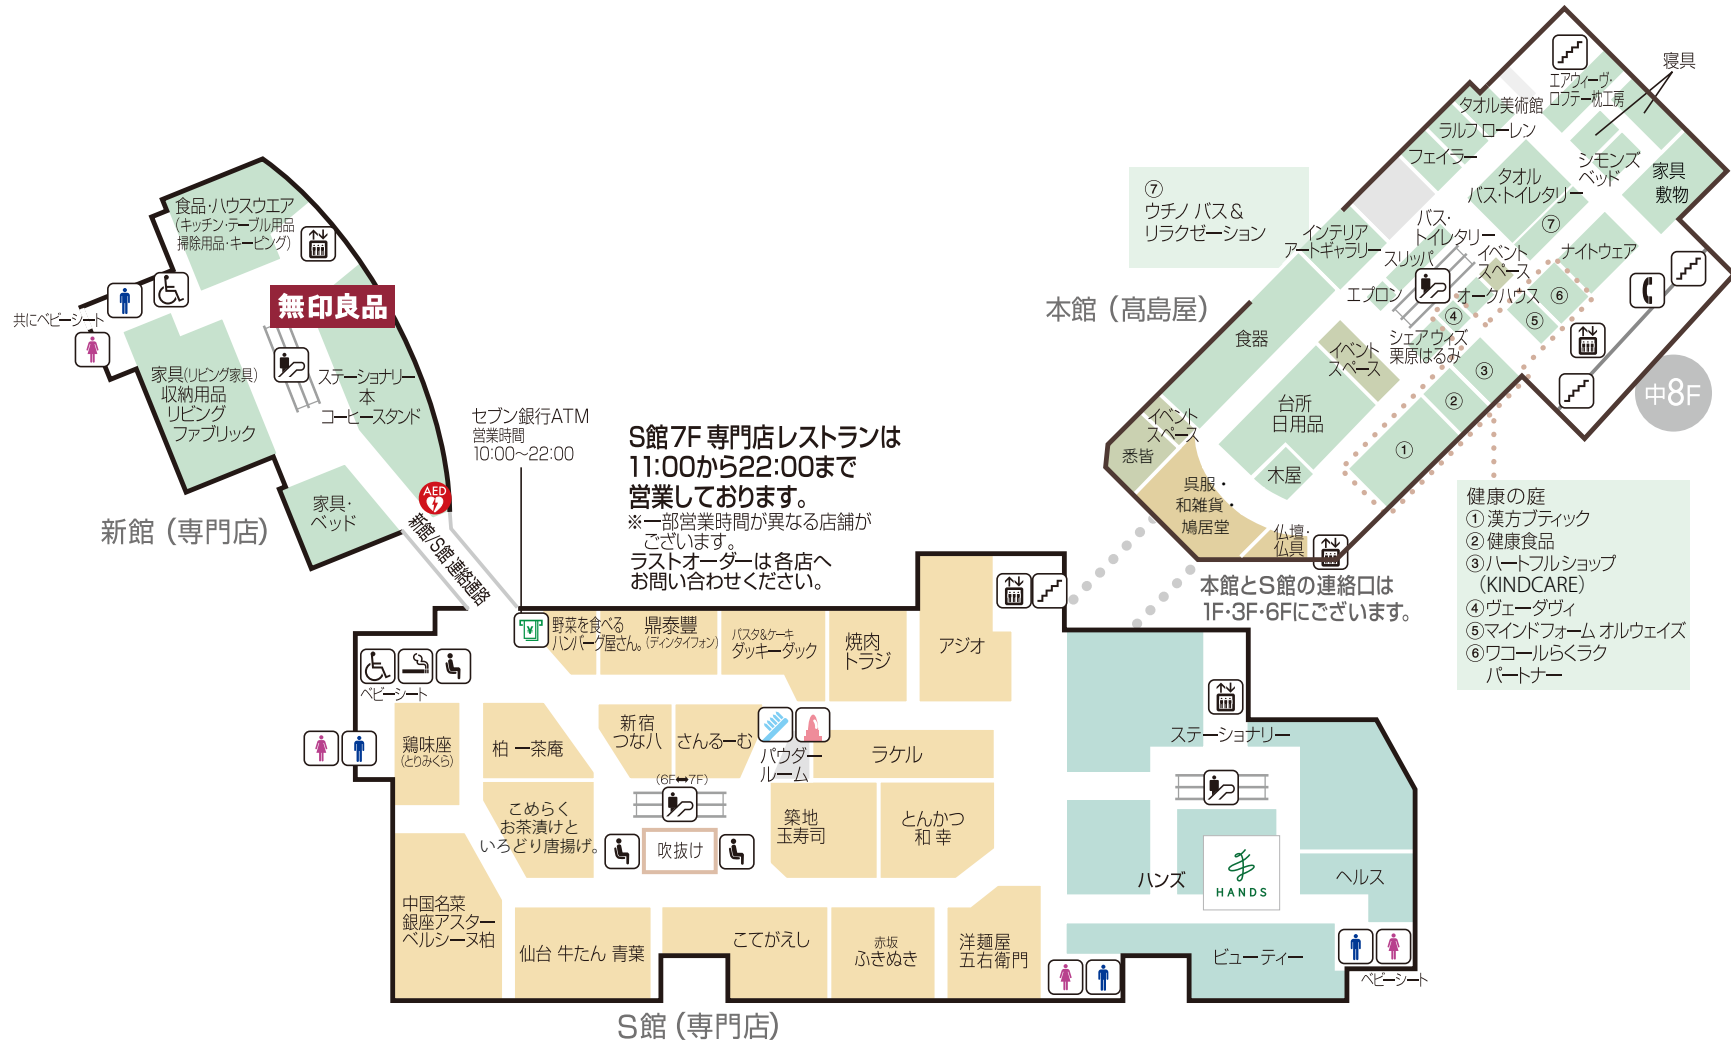 食品・ハウスウエア
（キッチン・テーブル用品
掃除用品・キーピング）
共にベビーシート
無印良品
家具（リビング家具）
収納用品
リビング
ファブリック
ステーショナリー
本
コーヒースタンド
家具・
ベッド
AED
新館（専門店）
新館/S館 連絡通路
セブン銀行ATM
営業時間
10:00〜22:00
S館7F 専門店レストランは
11:00から22:00まで
営業しております。
※一部営業時間が異なる店舗が
ございます。
ラストオーダーは各店へ
お問い合わせください。
寝具
エアウィーヴ・
ロフテー枕工房
タオル美術館
ラルフ ローレン
フェイラー
シモンズ
ベッド
家具
敷物
タオル
バス・トイレタリー
⑦
ウチノ バス＆
リラクゼーション
⑦
インテリア
アートギャラリー
バス・
トイレタリー
スリッパ
イベント
スペース
ナイトウェア
エプロン
オークハウス
④
⑥
⑤
本館（髙島屋）
食器
イベント
スペース
シェアウィズ
栗原はるみ
③
②
①
中8F
台所
日用品
木屋
イベント
スペース
悉皆
呉服・
和雑貨・
鳩居堂
仏壇・
仏具
本館とS館の連絡口は
1F・3F・6Fにございます。
健康の庭
①漢方ブティック
②健康食品
③ハートフルショップ
（KINDCARE）
④ヴェーダヴィ
⑤マインドフォーム オルウェイズ
⑥ワコールらくラク
パートナー
野菜を食べる
ハンバーグ屋さん。
鼎泰豐
（ディンタイフォン）
パスタ&ケーキ
ダッキーダック
焼肉
トラジ
アジオ
ベビーシート
鶏味座
（とりみくら）
柏 一茶庵
新宿
つな八
さんるーむ
パウダー
ルーム
ラケル
（6F⬌7F）
こめらく
お茶漬けと
いろどり唐揚げ。
吹抜け
築地
玉寿司
とんかつ
和幸
中国名菜
銀座アスター
ベルシーヌ柏
仙台 牛たん 青葉
こてがえし
赤坂
ふきぬき
洋麺屋
五右衛門
ステーショナリー
ハンズ
HANDS
ヘルス
ビューティー
ベビーシート
S館（専門店）